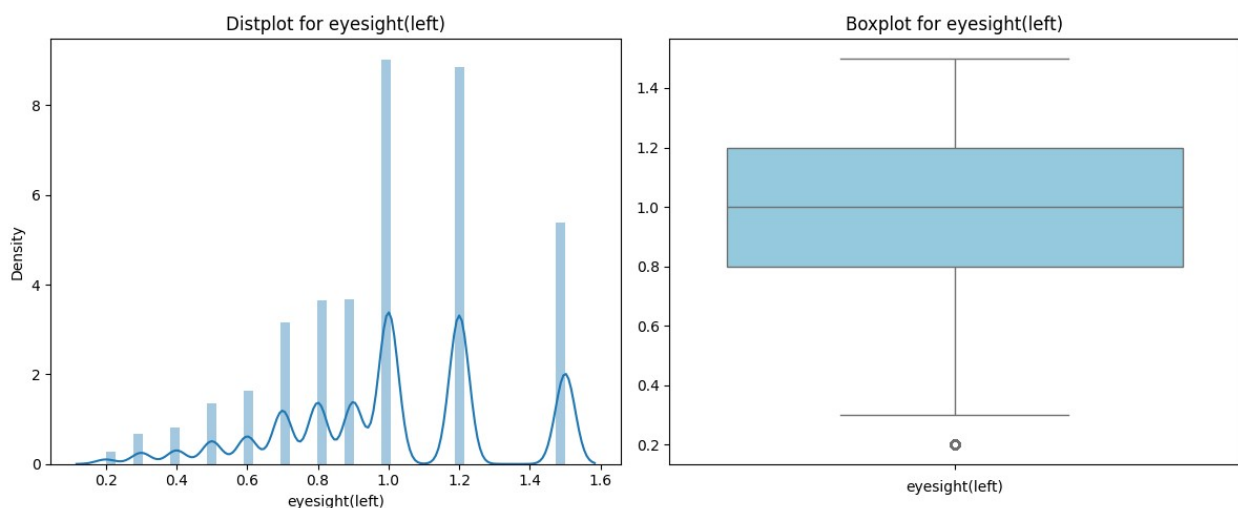 Distplot for eyesight(left)
8
6
4
2
0
Density
0.2 0.4 0.6 0.8 1.0 1.2 1.4 1.6
eyesight(left)
Boxplot for eyesight(left)
1.4
1.2
1.0
0.8
0.6
0.4
0.2
eyesight(left)